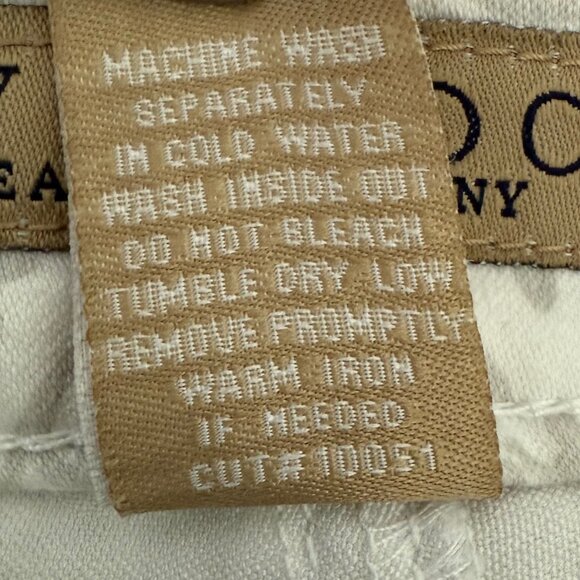 MACHINE WASH
SEPARATELY
IN COLD WATER
WASH INSIDE OUT
DO NOT BLEACH
TUMBLE DRY LOW
REMOVE PROMPTLY
WARM IRON
IF NEEDED
CUT#10051